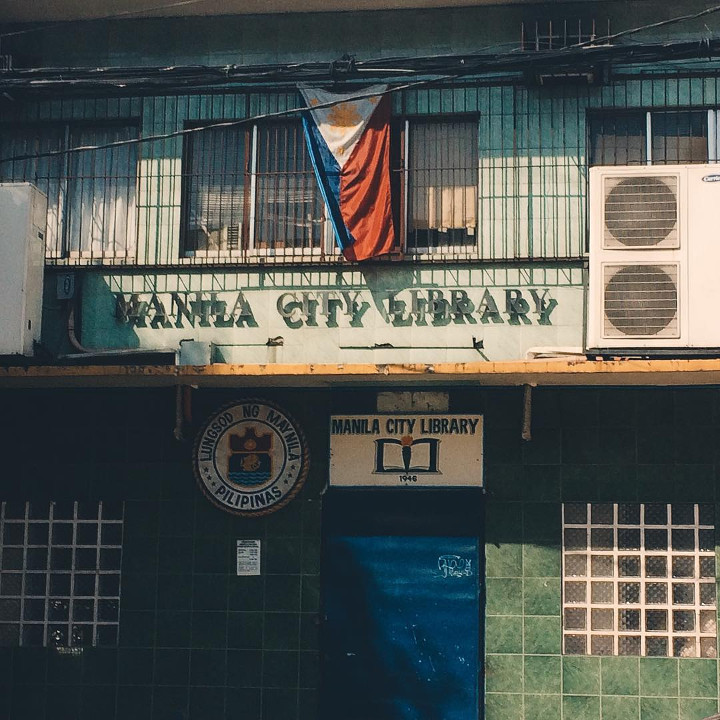 MANILA CITY LIBRARY
LUNGSOD NG MAYNILA
PILIPINAS
MANILA CITY LIBRARY
1946